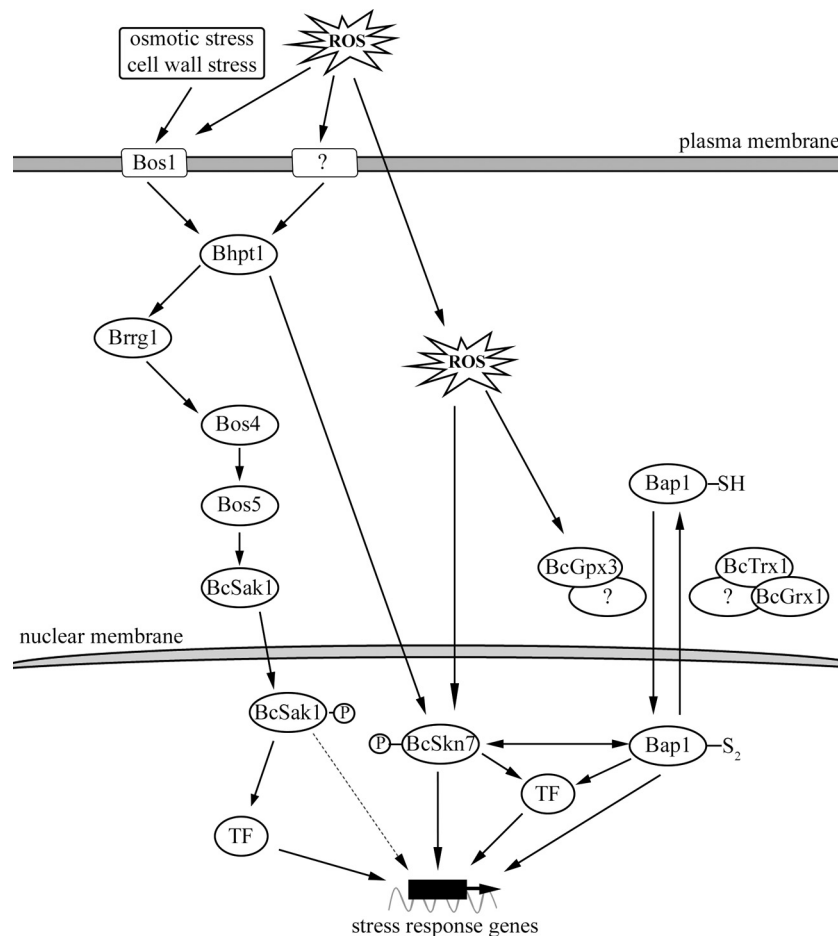 osmotic stress
cell wall stress
ROS
plasma membrane
Bos1
?
Bhpt1
Brrg1
ROS
Bos4
Bap1
SH
Bos5
BcGpx3
?
BcTrx1
?
BcGrx1
BcSak1
nuclear membrane
BcSak1
P
P
BcSkn7
Bap1
S2
TF
TF
stress response genes